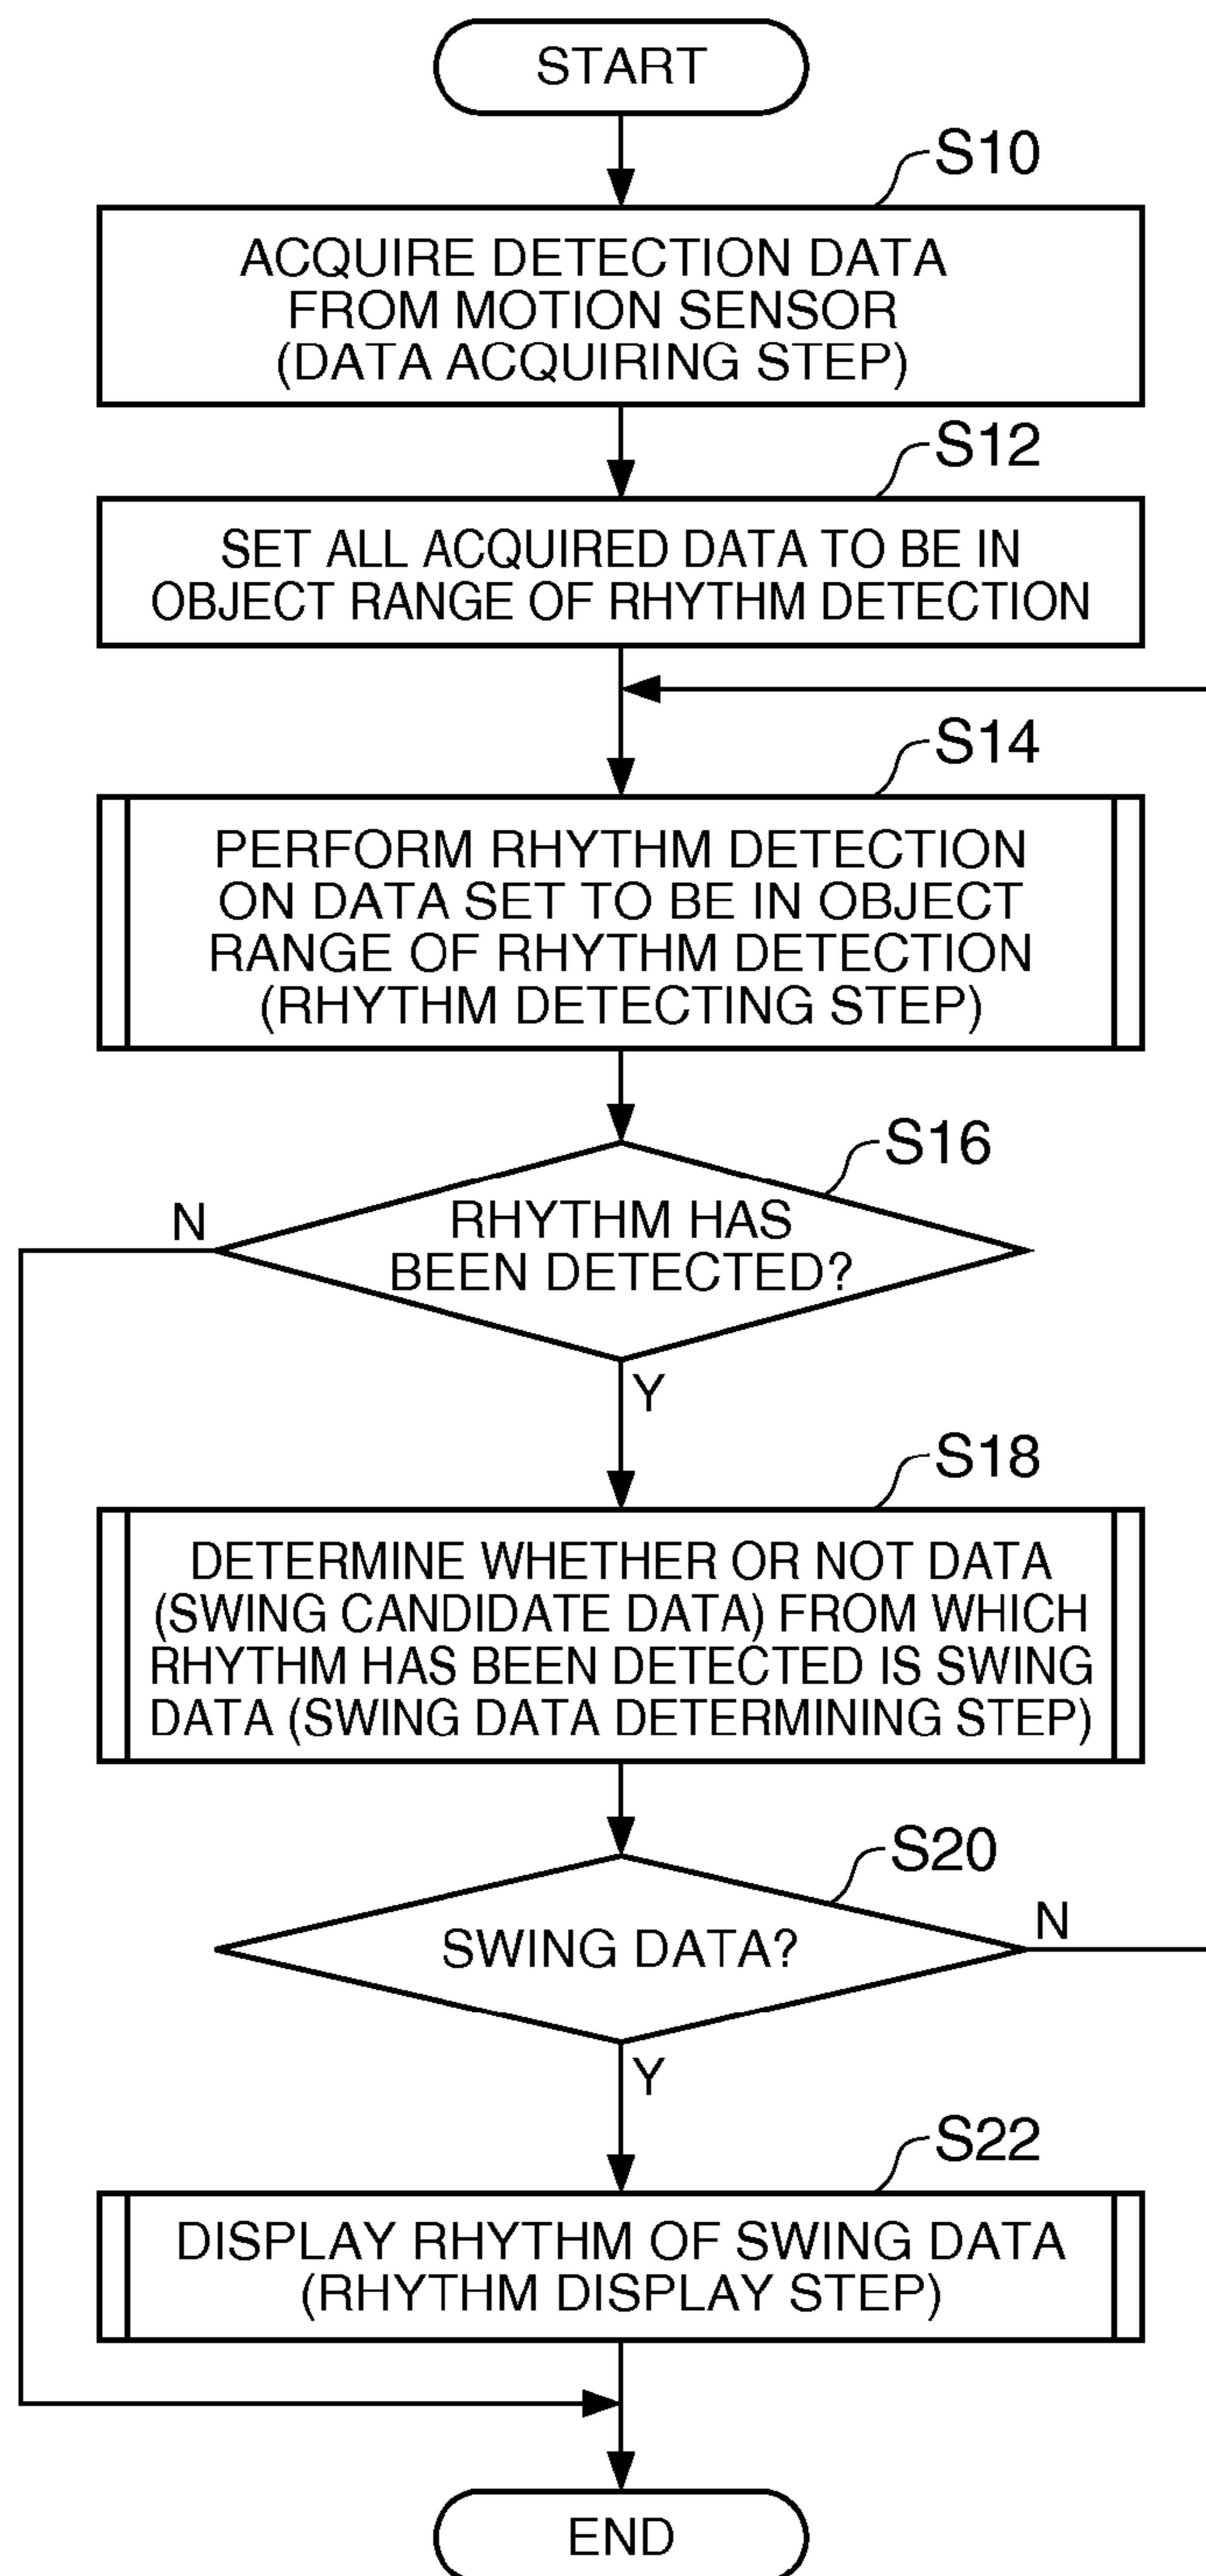 START
S10
ACQUIRE DETECTION DATA
FROM MOTION SENSOR
(DATA ACQUIRING STEP)
S12
SET ALL ACQUIRED DATA TO BE IN
OBJECT RANGE OF RHYTHM DETECTION
S14
PERFORM RHYTHM DETECTION
ON DATA SET TO BE IN OBJECT
RANGE OF RHYTHM DETECTION
(RHYTHM DETECTING STEP)
S16
N
RHYTHM HAS
BEEN DETECTED?
Y
S18
DETERMINE WHETHER OR NOT DATA
(SWING CANDIDATE DATA) FROM WHICH
RHYTHM HAS BEEN DETECTED IS SWING
DATA (SWING DATA DETERMINING STEP)
S20
N
SWING DATA?
Y
S22
DISPLAY RHYTHM OF SWING DATA
(RHYTHM DISPLAY STEP)
END